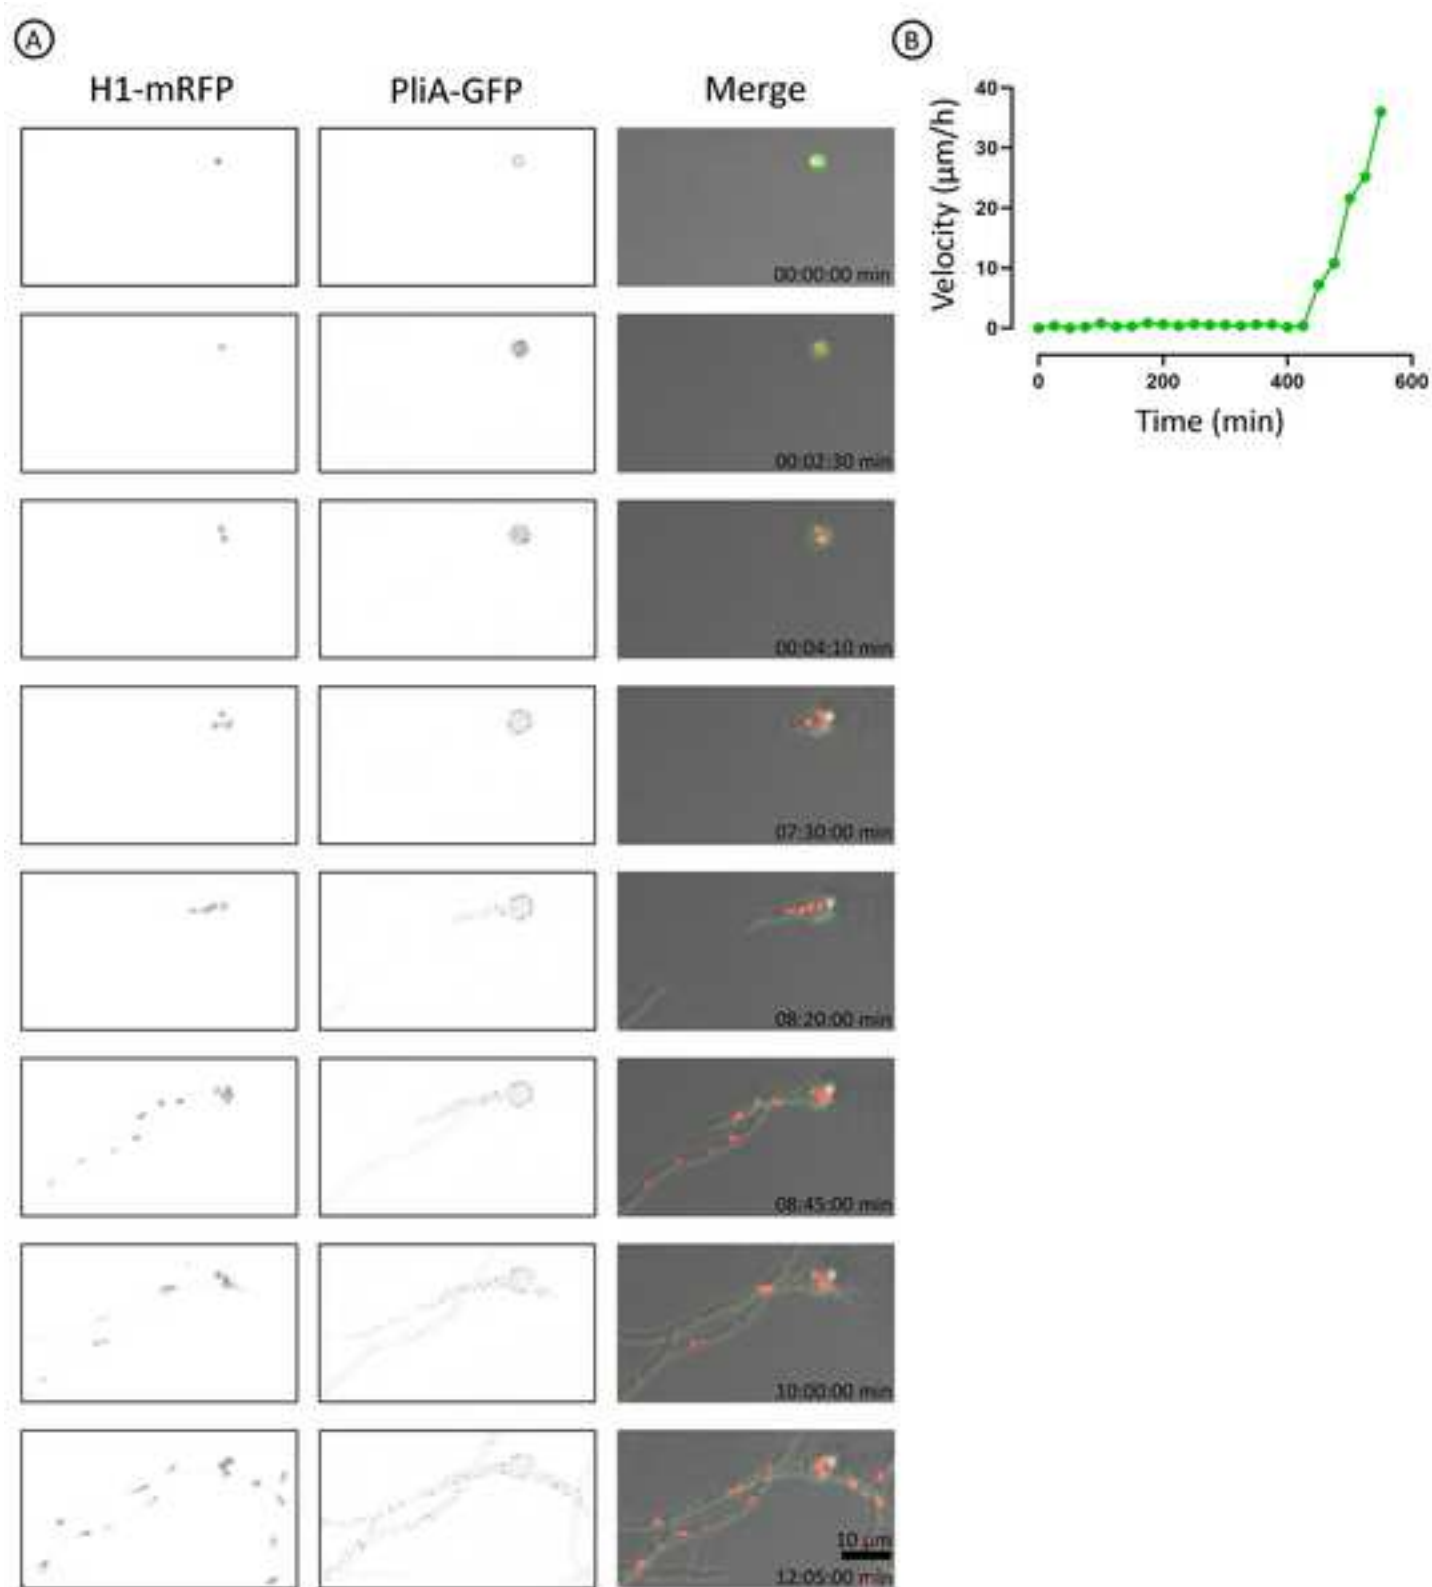 A
B
H1-mRFP PliA-GFP Merge
00:00:00 min
00:02:30 min
00:04:10 min
07:30:00 min
08:20:00 min
08:45:00 min
10:00:00 min
10 µm
12:05:00 min
Velocity (µm/h)
40
30
20
10
0
0 200 400 600
Time (min)